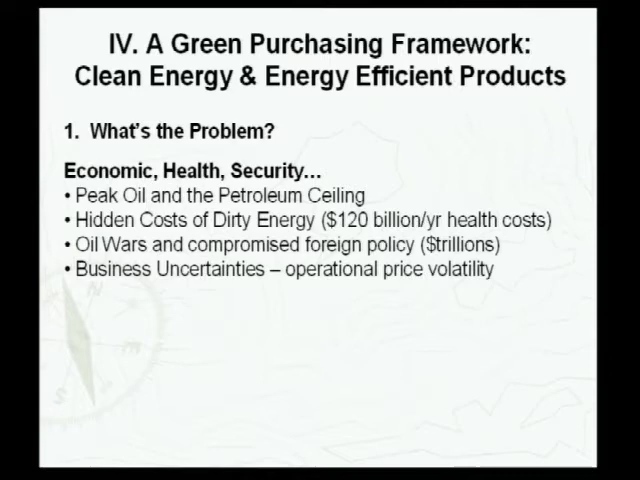 IV. A Green Purchasing Framework:
Clean Energy & Energy Efficient Products
1. What's the Problem?
Economic, Health, Security...
• Peak Oil and the Petroleum Ceiling
• Hidden Costs of Dirty Energy ($120 billion/yr health costs)
• Oil Wars and compromised foreign policy ($trillions)
• Business Uncertainties – operational price volatility
N
E
S